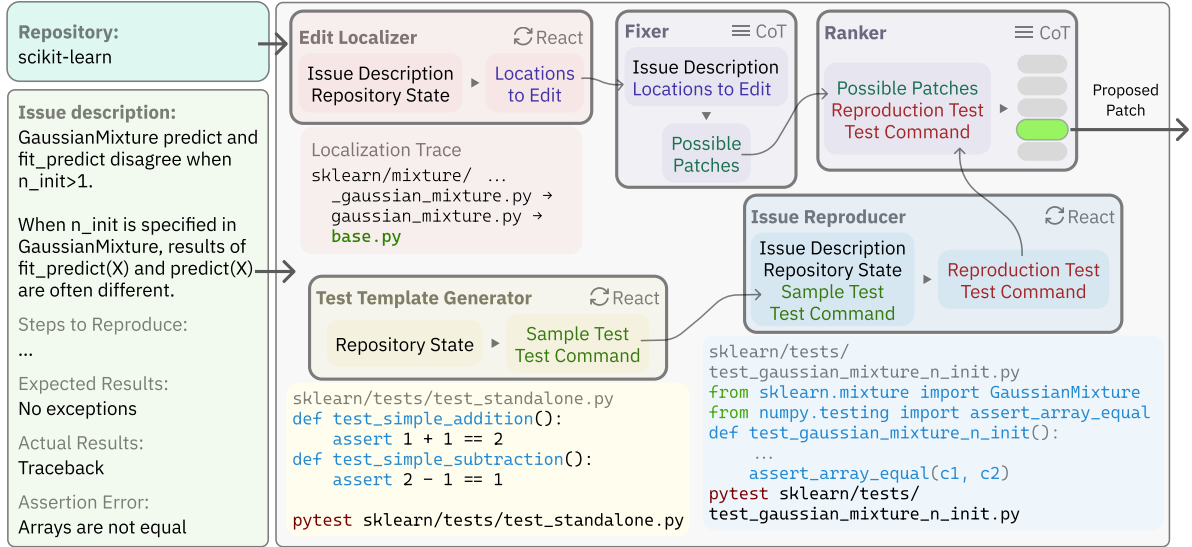 Repository:
scikit-learn
Issue description:
GaussianMixture predict and
fit_predict disagree when
n_init>1.
When n_init is specified in
GaussianMixture, results of
fit_predict(X) and predict(X)
are often different.
Steps to Reproduce:
...
Expected Results:
No exceptions
Actual Results:
Traceback
Assertion Error:
Arrays are not equal
Edit Localizer
React
Issue Description
Repository State
Locations
to Edit
Localization Trace
sklearn/mixture/ ...
_gaussian_mixture.py →
gaussian_mixture.py →
base.py
Fixer
CoT
Issue Description
Locations to Edit
Possible
Patches
Ranker
CoT
Possible Patches
Reproduction Test
Test Command
Proposed
Patch
Test Template Generator
React
Repository State
Sample Test
Test Command
sklearn/tests/test_standalone.py
def test_simple_addition():
assert 1 + 1 == 2
def test_simple_subtraction():
assert 2 - 1 == 1
pytest sklearn/tests/test_standalone.py
Issue Reproducer
React
Issue Description
Repository State
Sample Test
Test Command
Reproduction Test
Test Command
sklearn/tests/
test_gaussian_mixture_n_init.py
from sklearn.mixture import GaussianMixture
from numpy.testing import assert_array_equal
def test_gaussian_mixture_n_init():
...
assert_array_equal(c1, c2)
pytest sklearn/tests/
test_gaussian_mixture_n_init.py